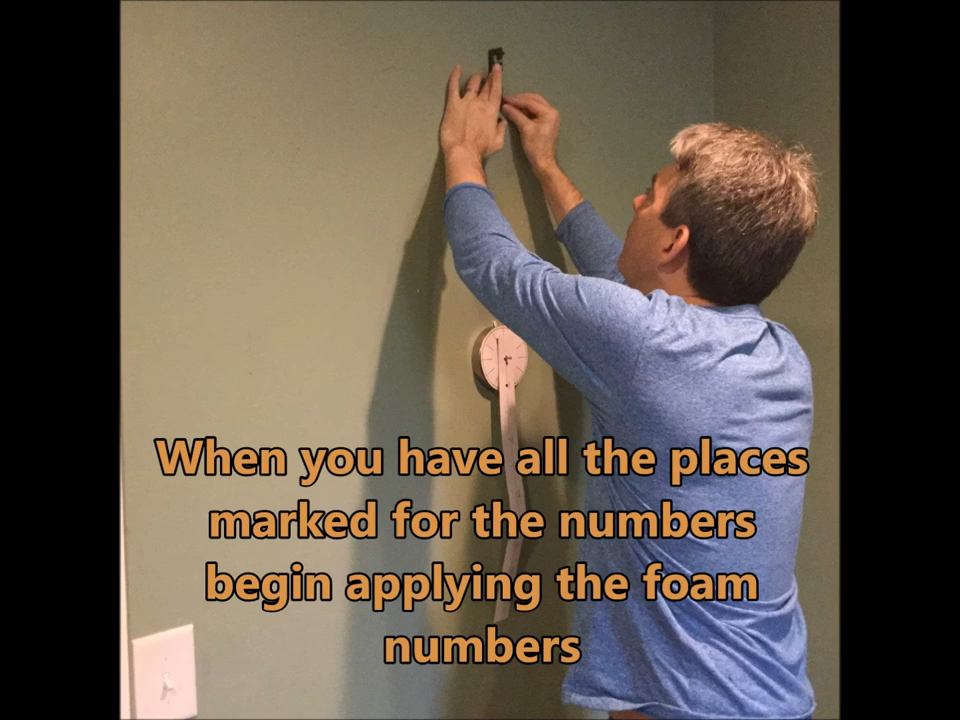 When you have all the places
marked for the numbers
begin applying the foam
numbers